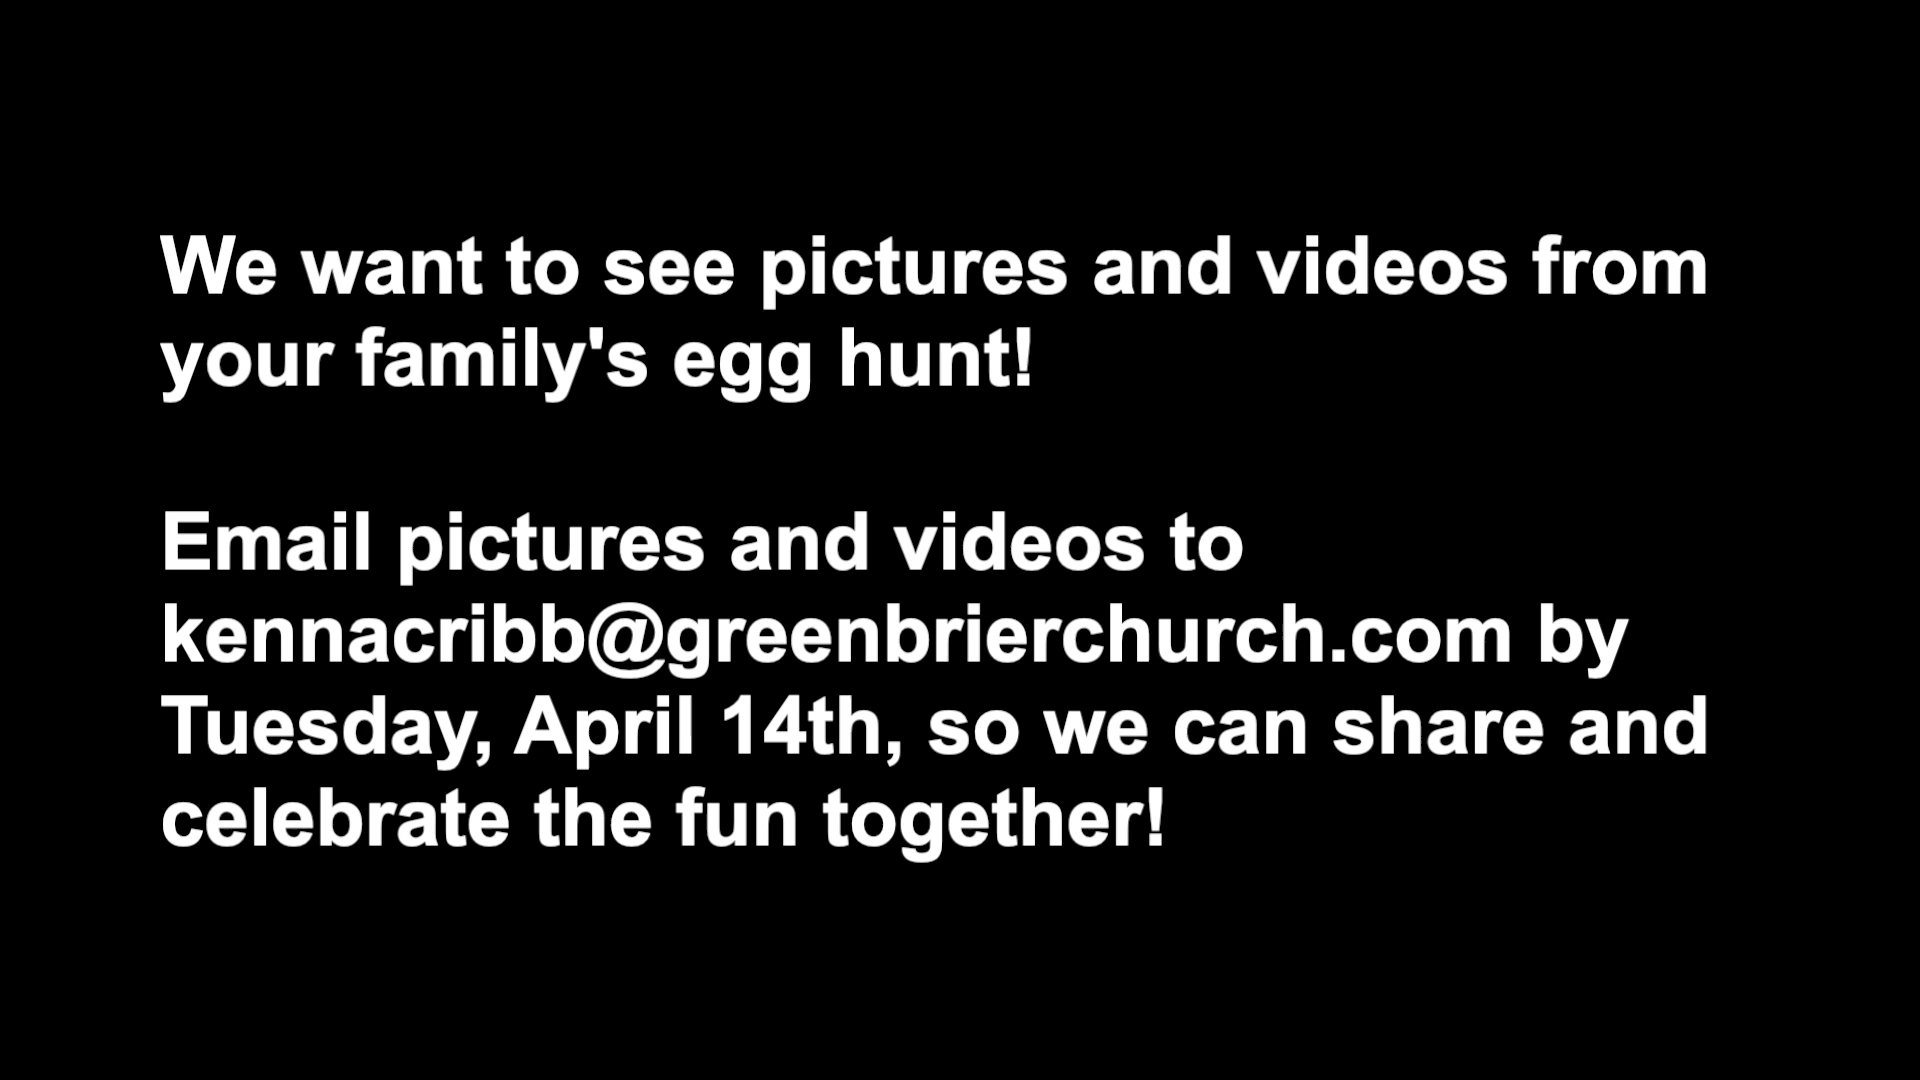 We want to see pictures and videos from
your family's egg hunt!
Email pictures and videos to
kennacribb@greenbrierchurch.com by
Tuesday, April 14th, so we can share and
celebrate the fun together!